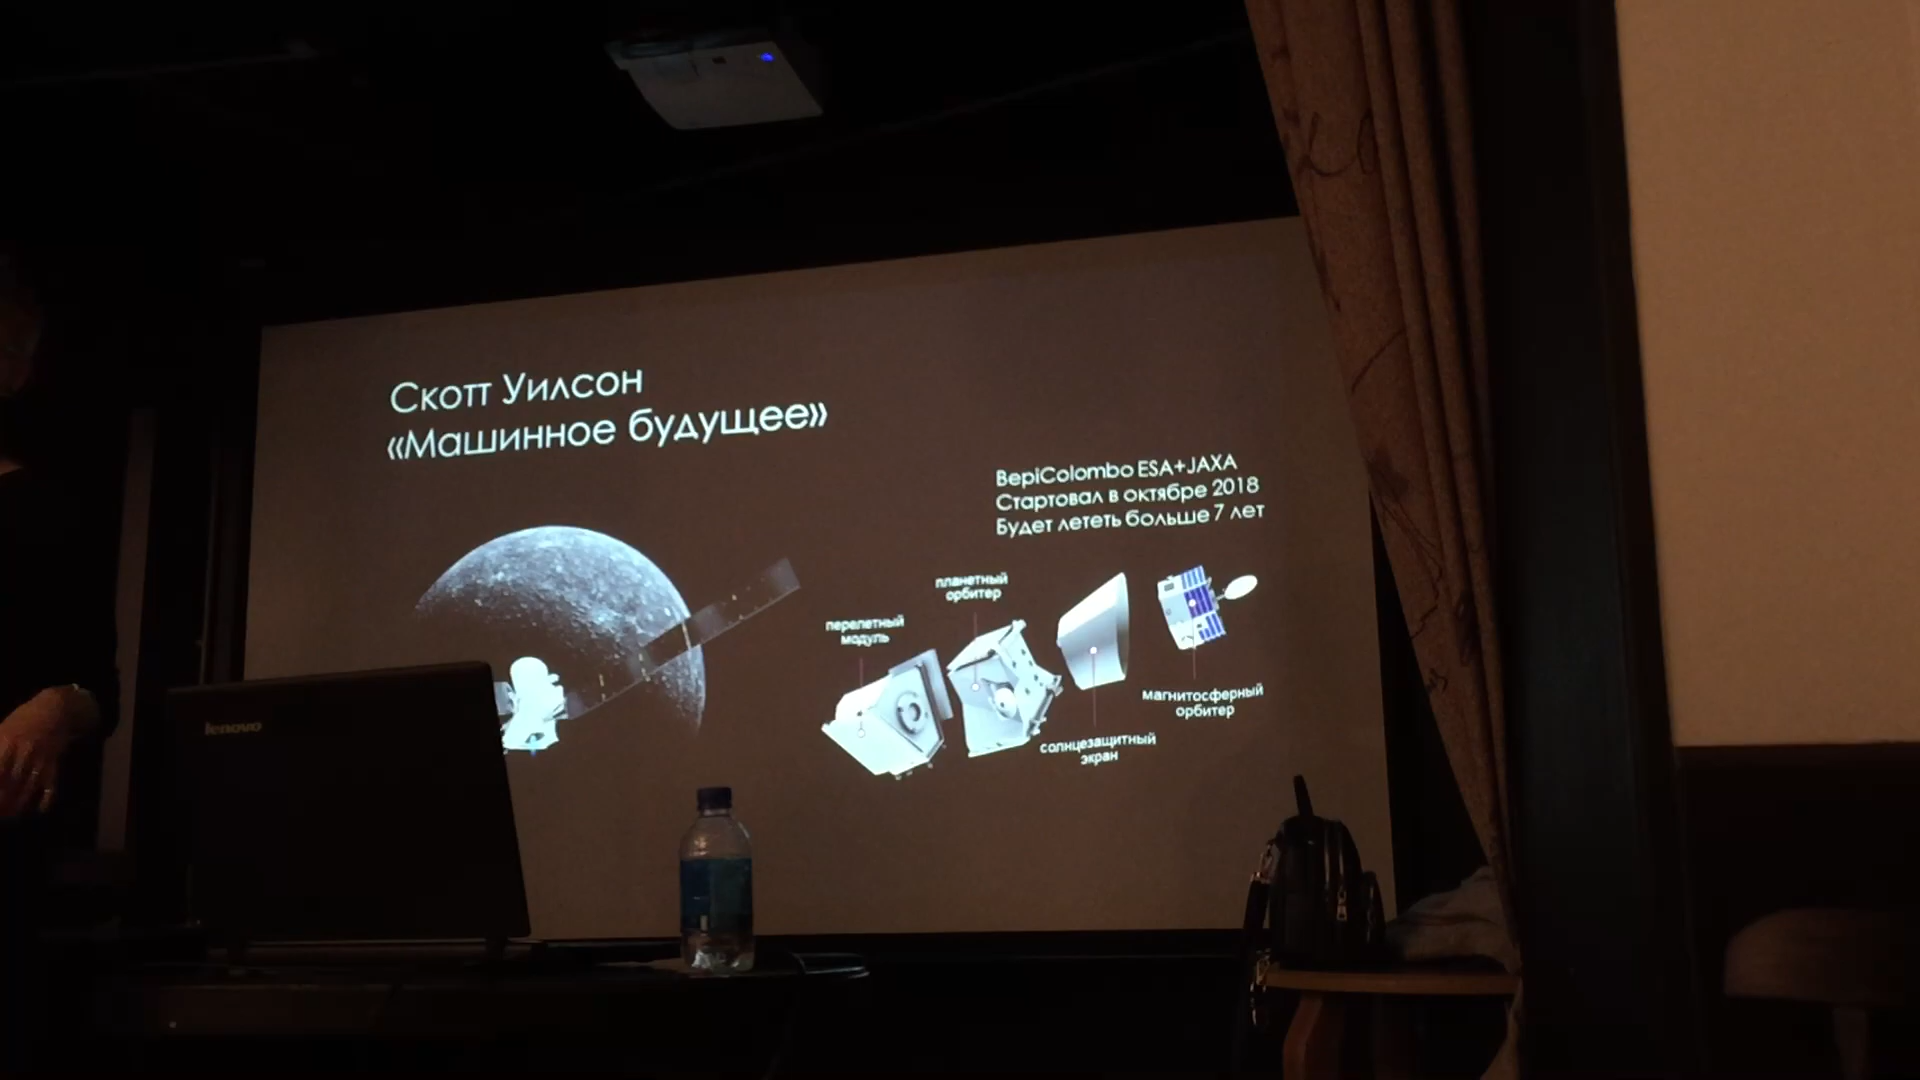 Скотт Уилсон
«Машинное будущее»
BepiColombo ESA+JAXA
Стартовал в октябре 2018
Будет лететь больше 7 лет
планетный
орбитер
перелетный
модуль
магнитосферный
орбитер
солнцезащитный
экран
lenovo